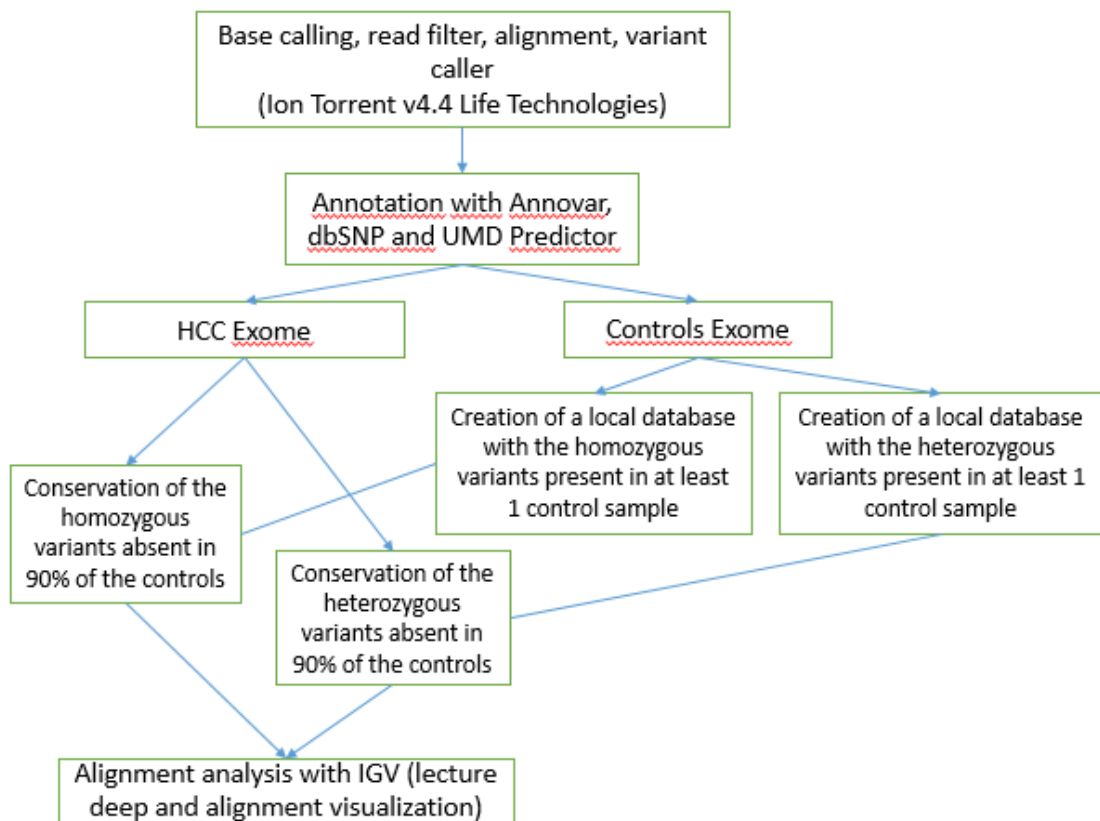 Base calling, read filter, alignment, variant
caller
(Ion Torrent v4.4 Life Technologies)
Annotation with Annovar,
dbSNP and UMD Predictor
HCC Exome
Controls Exome
Creation of a local database
with the homozygous
variants present in at least
1 control sample
Creation of a local database
with the heterozygous
variants present in at least 1
control sample
Conservation of the
homozygous
variants absent in
90% of the controls
Conservation of the
heterozygous
variants absent in
90% of the controls
Alignment analysis with IGV (lecture
deep and alignment visualization)